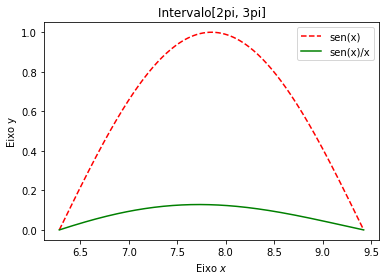 Intervalo[2pi, 3pi]
sen(x)
sen(x)/x
Eixo y
1.0
0.8
0.6
0.4
0.2
0.0
6.5 7.0 7.5 8.0 8.5 9.0 9.5
Eixo x